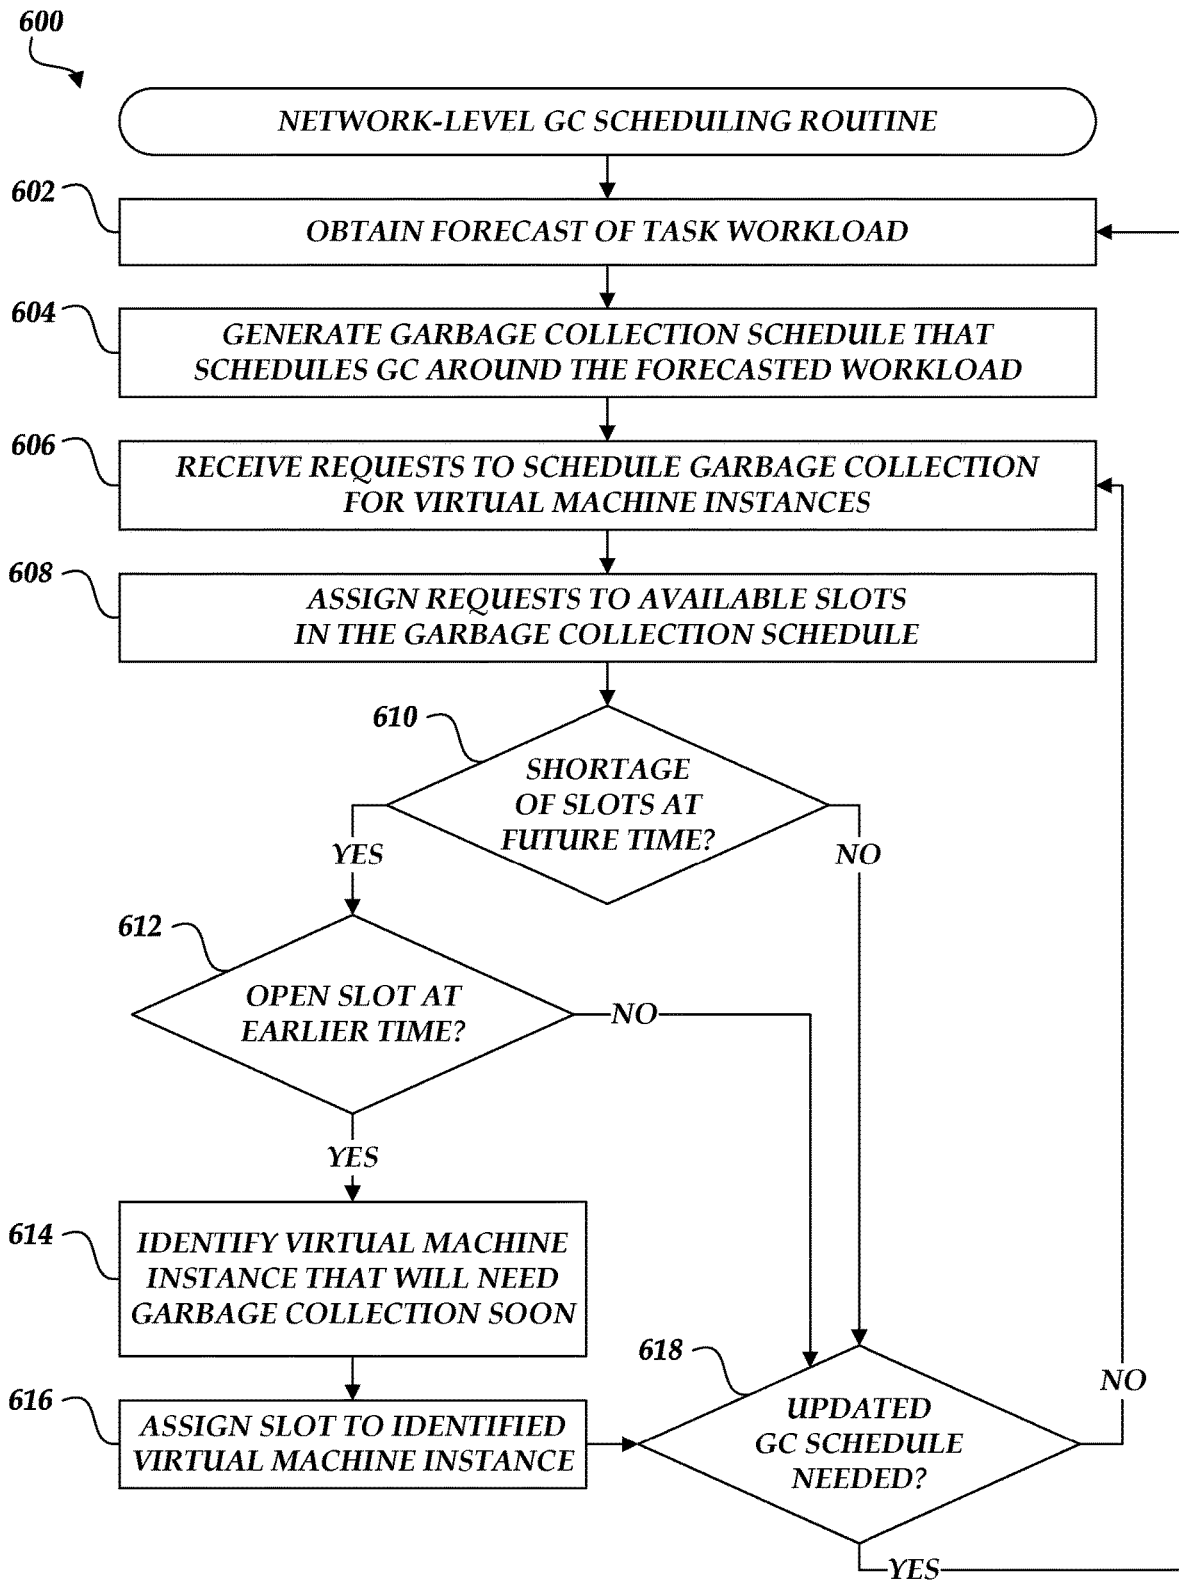 600
NETWORK-LEVEL GC SCHEDULING ROUTINE
602
OBTAIN FORECAST OF TASK WORKLOAD
604
GENERATE GARBAGE COLLECTION SCHEDULE THAT
SCHEDULES GC AROUND THE FORECASTED WORKLOAD
606
RECEIVE REQUESTS TO SCHEDULE GARBAGE COLLECTION
FOR VIRTUAL MACHINE INSTANCES
608
ASSIGN REQUESTS TO AVAILABLE SLOTS
IN THE GARBAGE COLLECTION SCHEDULE
610
SHORTAGE
OF SLOTS AT
FUTURE TIME?
YES
NO
612
OPEN SLOT AT
EARLIER TIME?
NO
YES
614
IDENTIFY VIRTUAL MACHINE
INSTANCE THAT WILL NEED
GARBAGE COLLECTION SOON
616
ASSIGN SLOT TO IDENTIFIED
VIRTUAL MACHINE INSTANCE
618
UPDATED
GC SCHEDULE
NEEDED?
NO
YES